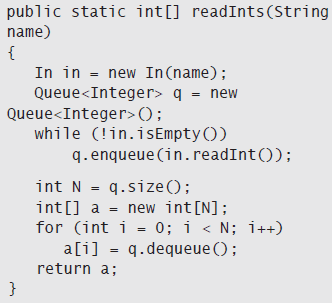 public static int[] readInts(String
name)
{
    In in = new In(name);
    Queue<Integer> q = new
Queue<Integer>();
    while (!in.isEmpty())
        q.enqueue(in.readInt());
    int N = q.size();
    int[] a = new int[N];
    for (int i = 0; i < N; i++)
        a[i] = q.dequeue();
    return a;
}